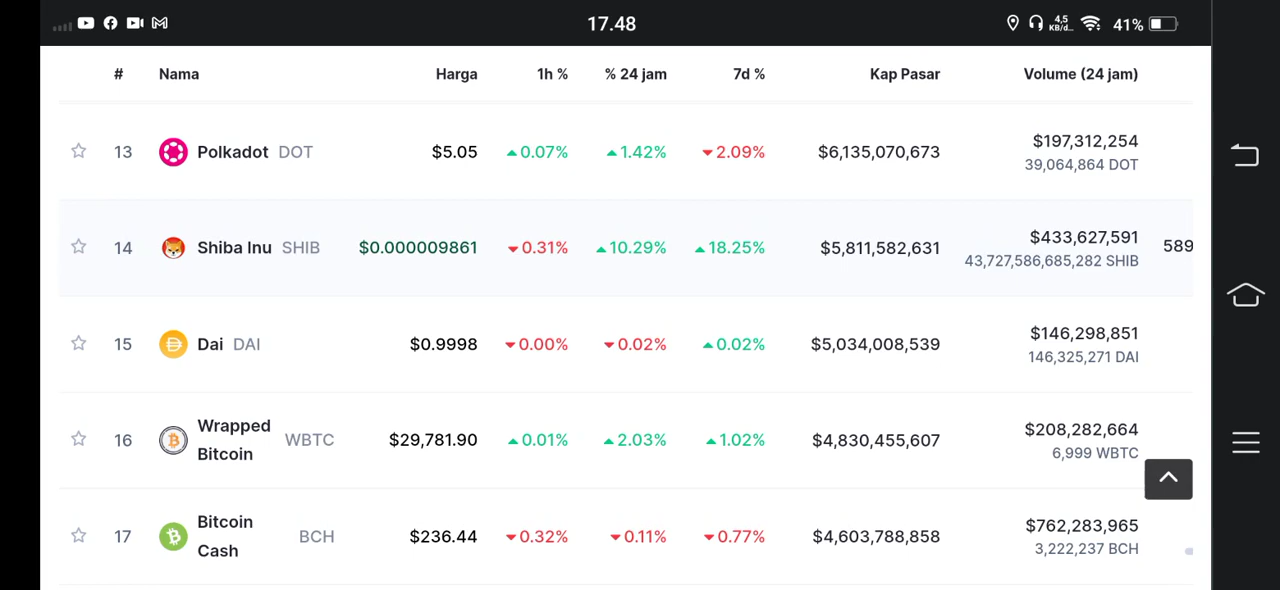 17.48 4,5 KB/d... 41%
# Nama Harga 1h % % 24 jam 7d % Kap Pasar Volume (24 jam)
13 Polkadot DOT $5.05 0.07% 1.42% 2.09% $6,135,070,673 $197,312,254
39,064,864 DOT
14 Shiba Inu SHIB $0.000009861 0.31% 10.29% 18.25% $5,811,582,631 $433,627,591 589
43,727,586,685,282 SHIB
15 Dai DAI $0.9998 0.00% 0.02% 0.02% $5,034,008,539 $146,298,851
146,325,271 DAI
16 Wrapped Bitcoin WBTC $29,781.90 0.01% 2.03% 1.02% $4,830,455,607 $208,282,664
6,999 WBTC
17 Bitcoin Cash BCH $236.44 0.32% 0.11% 0.77% $4,603,788,858 $762,283,965
3,222,237 BCH